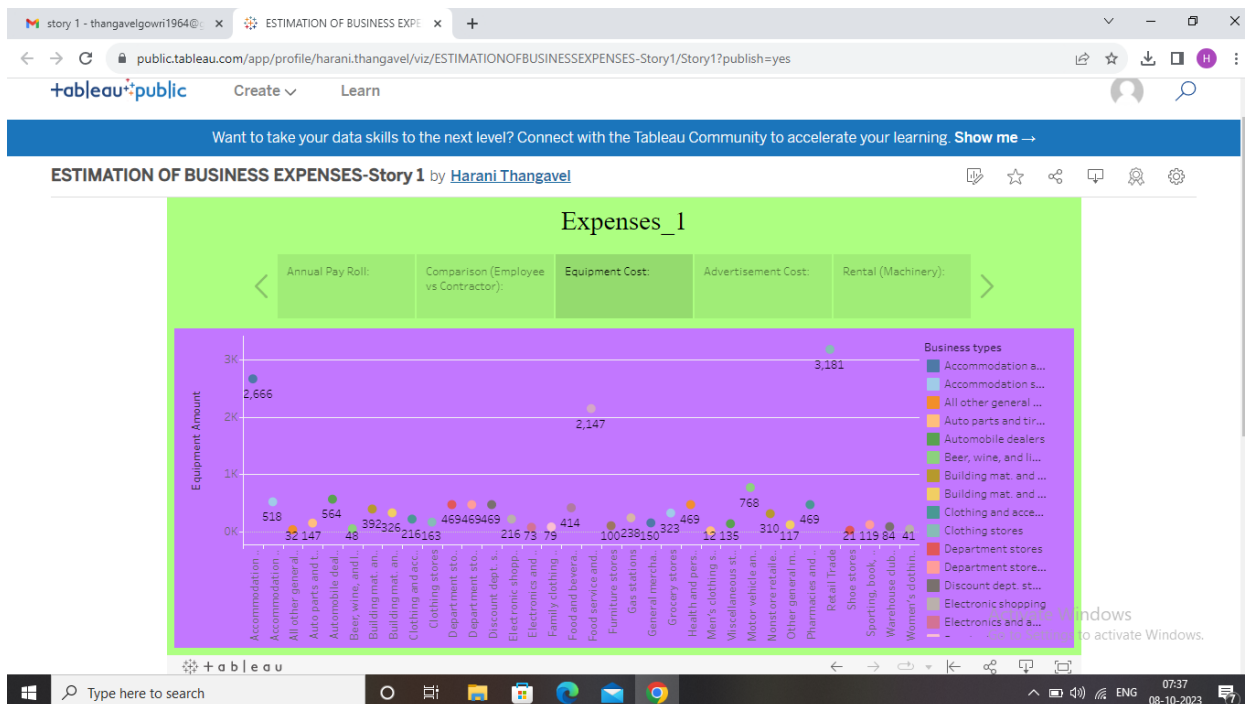 story 1 - thangavelgowri1964@g
ESTIMATION OF BUSINESS EXPE
public.tableau.com/app/profile/harani.thangavel/viz/ESTIMATIONOFBUSINESSEXPENSES-Story1/Story1?publish=yes
H
+ableau+public
Create
Learn
Want to take your data skills to the next level? Connect with the Tableau Community to accelerate your learning. Show me →
ESTIMATION OF BUSINESS EXPENSES-Story 1 by Harani Thangavel
Expenses_1
Annual Pay Roll:
Comparison (Employee
vs Contractor):
Equipment Cost:
Advertisement Cost:
Rental (Machinery):
Equipment Amount
3K
2K
1K
0K
2,666
518
32
147
564
48
392
326
216
163
469
469
469
216
73
79
414
2,147
100
238
150
323
469
12
135
768
310
117
469
3,181
21
119
84
41
Accommodation..
Accommodation ..
All other general ..
Auto parts and t..
Automobile deal..
Beer, wine, and l..
Building mat. an..
Building mat. an..
Clothing and acc..
Clothing stores
Department sto..
Department sto..
Discount dept. s..
Electronic shopp..
Electronics and ..
Family clothing ..
Food and bevera..
Food service and..
Furniture stores
Gas stations
General mercha..
Grocery stores
Health and pers..
Men's clothing s..
Miscellaneous st..
Motor vehicle an..
Nonstore retaile..
Other general m..
Pharmacies and ..
Retail Trade
Shoe stores
Sporting, book, ..
Warehouse club..
Women's clothin..
Business types
Accommodation a...
Accommodation s...
All other general ...
Auto parts and tir...
Automobile dealers
Beer, wine, and li...
Building mat. and ...
Building mat. and ...
Clothing and acce...
Clothing stores
Department stores
Department store...
Discount dept. st...
Electronic shopping
Electronics and a...
Windows
to activate Windows.
+ableau
Type here to search
ENG
07:37
08-10-2023
7